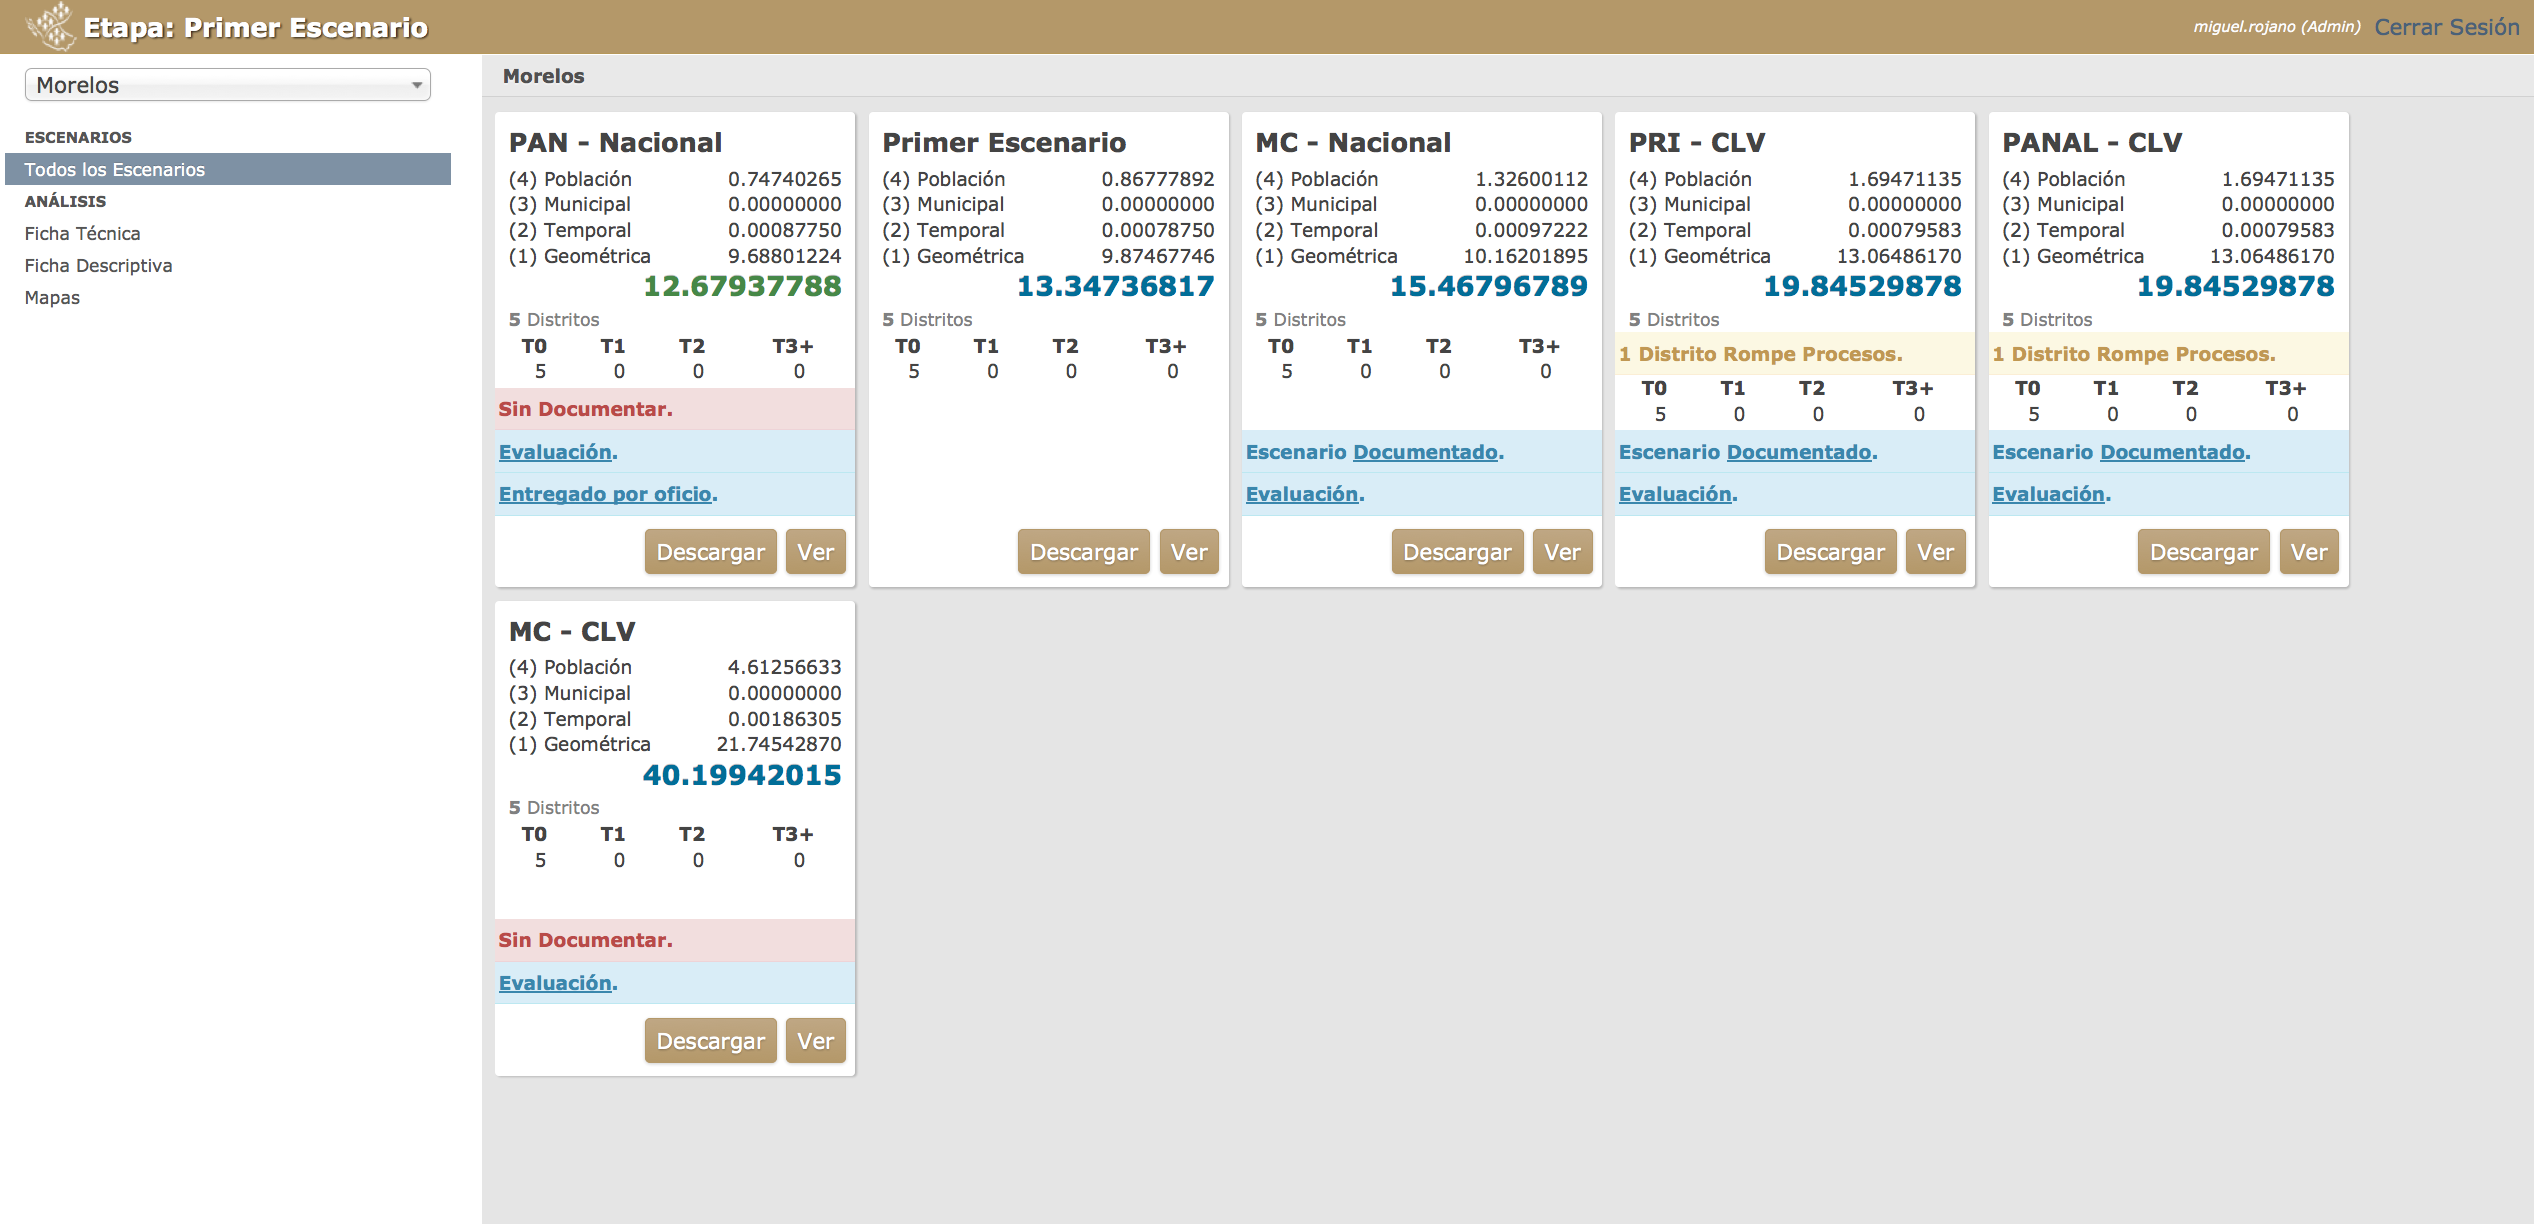 Etapa: Primer Escenario
miguel.rojano (Admin) Cerrar Sesión
Morelos
ESCENARIOS
Todos los Escenarios
ANÁLISIS
Ficha Técnica
Ficha Descriptiva
Mapas
Morelos
PAN - Nacional
(4) Población 0.74740265
(3) Municipal 0.00000000
(2) Temporal 0.00087750
(1) Geométrica 9.68801224
12.67937788
5 Distritos
T0 T1 T2 T3+
5 0 0 0
Sin Documentar.
Evaluación.
Entregado por oficio.
Descargar Ver
Primer Escenario
(4) Población 0.86777892
(3) Municipal 0.00000000
(2) Temporal 0.00078750
(1) Geométrica 9.87467746
13.34736817
5 Distritos
T0 T1 T2 T3+
5 0 0 0
Descargar Ver
MC - Nacional
(4) Población 1.32600112
(3) Municipal 0.00000000
(2) Temporal 0.00097222
(1) Geométrica 10.16201895
15.46796789
5 Distritos
T0 T1 T2 T3+
5 0 0 0
Escenario Documentado.
Evaluación.
Descargar Ver
PRI - CLV
(4) Población 1.69471135
(3) Municipal 0.00000000
(2) Temporal 0.00079583
(1) Geométrica 13.06486170
19.84529878
5 Distritos
1 Distrito Rompe Procesos.
T0 T1 T2 T3+
5 0 0 0
Escenario Documentado.
Evaluación.
Descargar Ver
PANAL - CLV
(4) Población 1.69471135
(3) Municipal 0.00000000
(2) Temporal 0.00079583
(1) Geométrica 13.06486170
19.84529878
5 Distritos
1 Distrito Rompe Procesos.
T0 T1 T2 T3+
5 0 0 0
Escenario Documentado.
Evaluación.
Descargar Ver
MC - CLV
(4) Población 4.61256633
(3) Municipal 0.00000000
(2) Temporal 0.00186305
(1) Geométrica 21.74542870
40.19942015
5 Distritos
T0 T1 T2 T3+
5 0 0 0
Sin Documentar.
Evaluación.
Descargar Ver